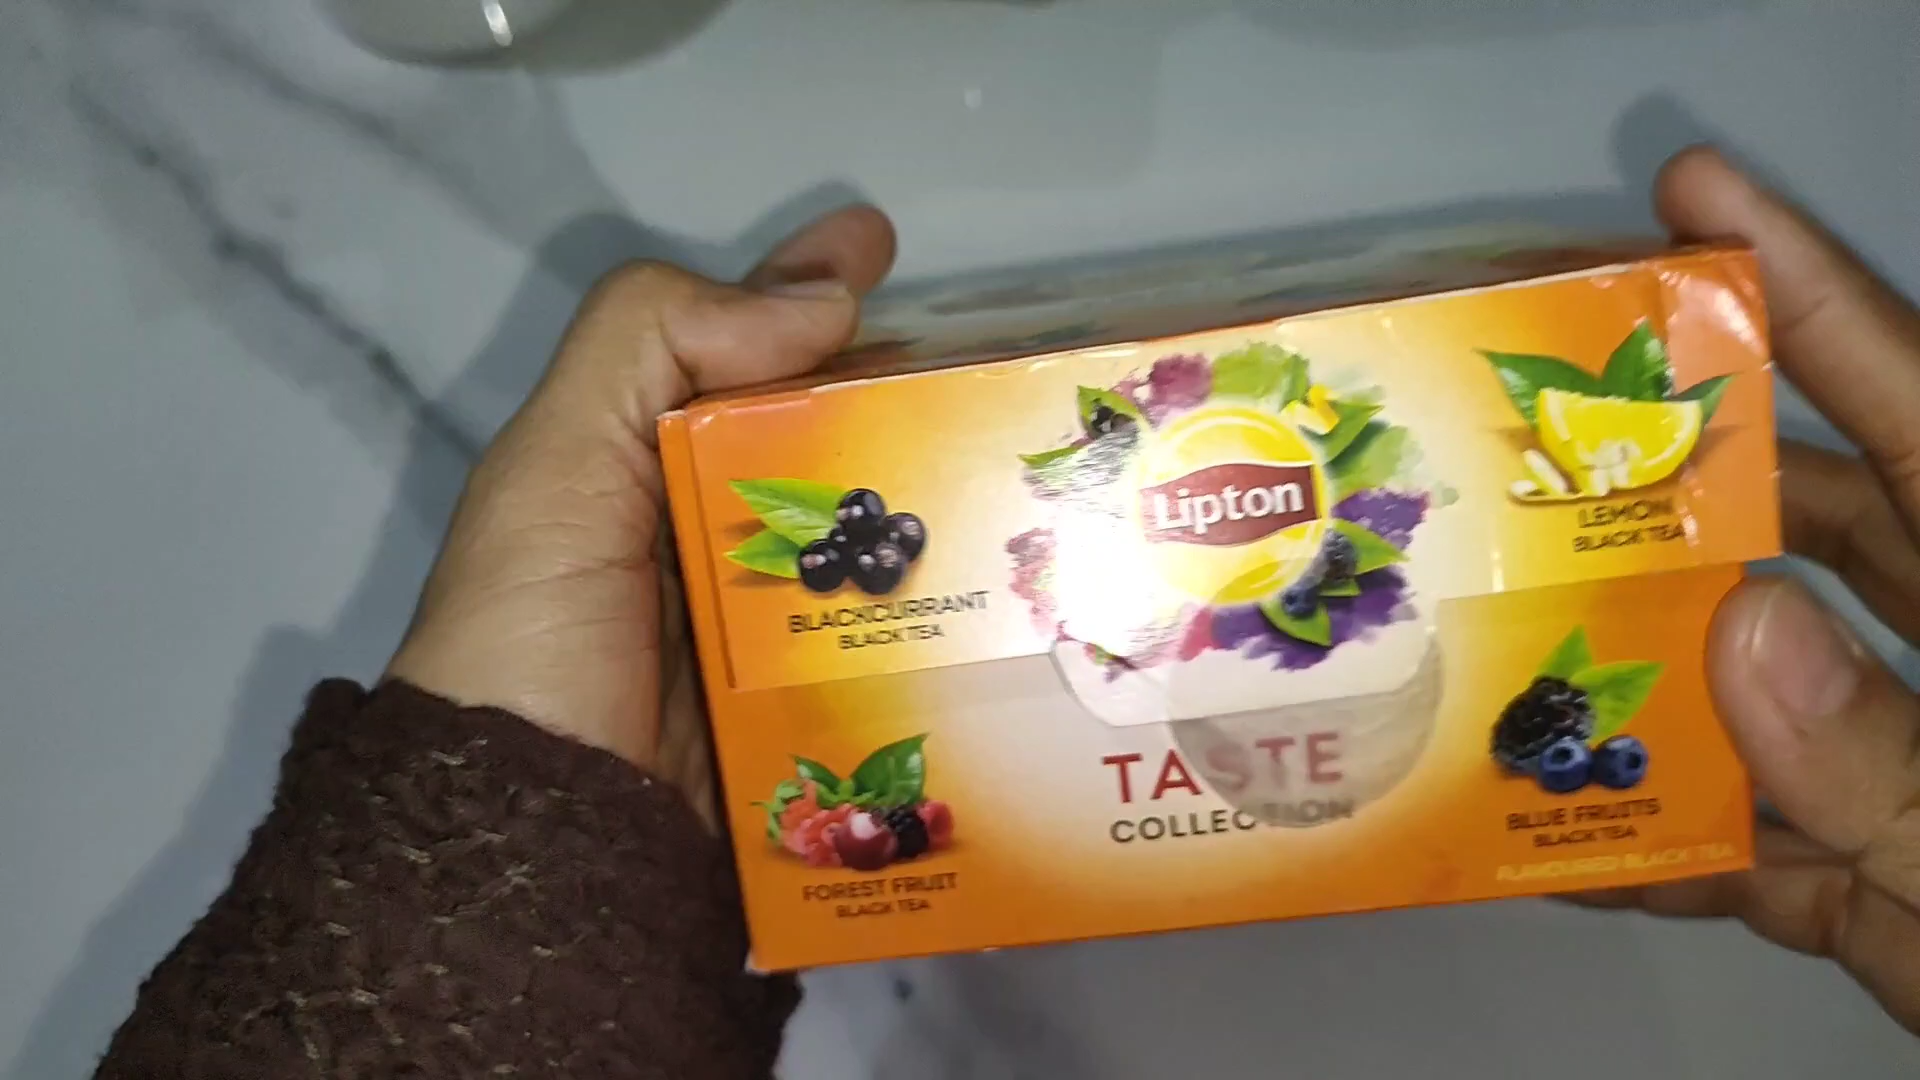 Lipton
LEMON
BLACK TEA
BLACKCURRANT
BLACK TEA
TASTE
COLLECTION
FOREST FRUIT
BLACK TEA
BLUE FRUITS
BLACK TEA
FLAVOURED BLACK TEA